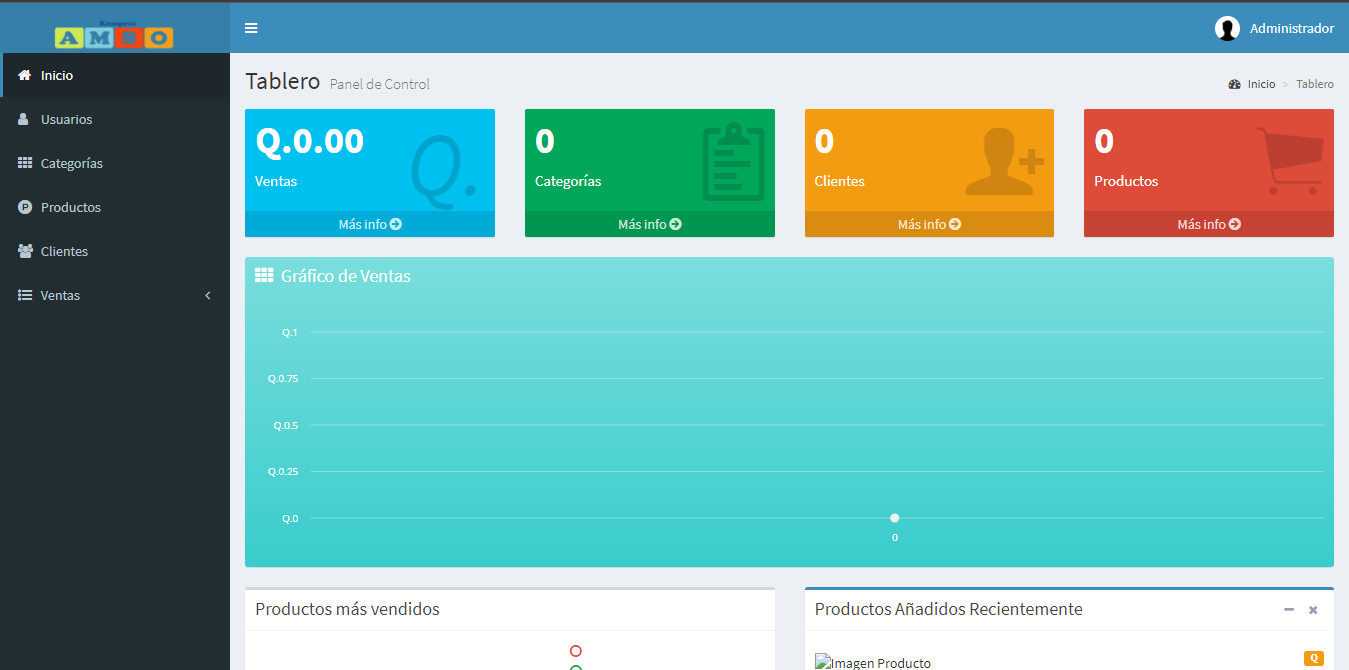 Kompras
AMSO
Administrador
Inicio
Usuarios
Categorías
Productos
Clientes
Ventas
Tablero Panel de Control
Inicio > Tablero
Q.0.00
Ventas
Q.
Más info
0
Categorías
Más info
0
Clientes
Más info
0
Productos
Más info
Gráfico de Ventas
Q.1
Q.0.75
Q.0.5
Q.0.25
Q.0
0
Productos más vendidos
Productos Añadidos Recientemente
Imagen Producto
Q